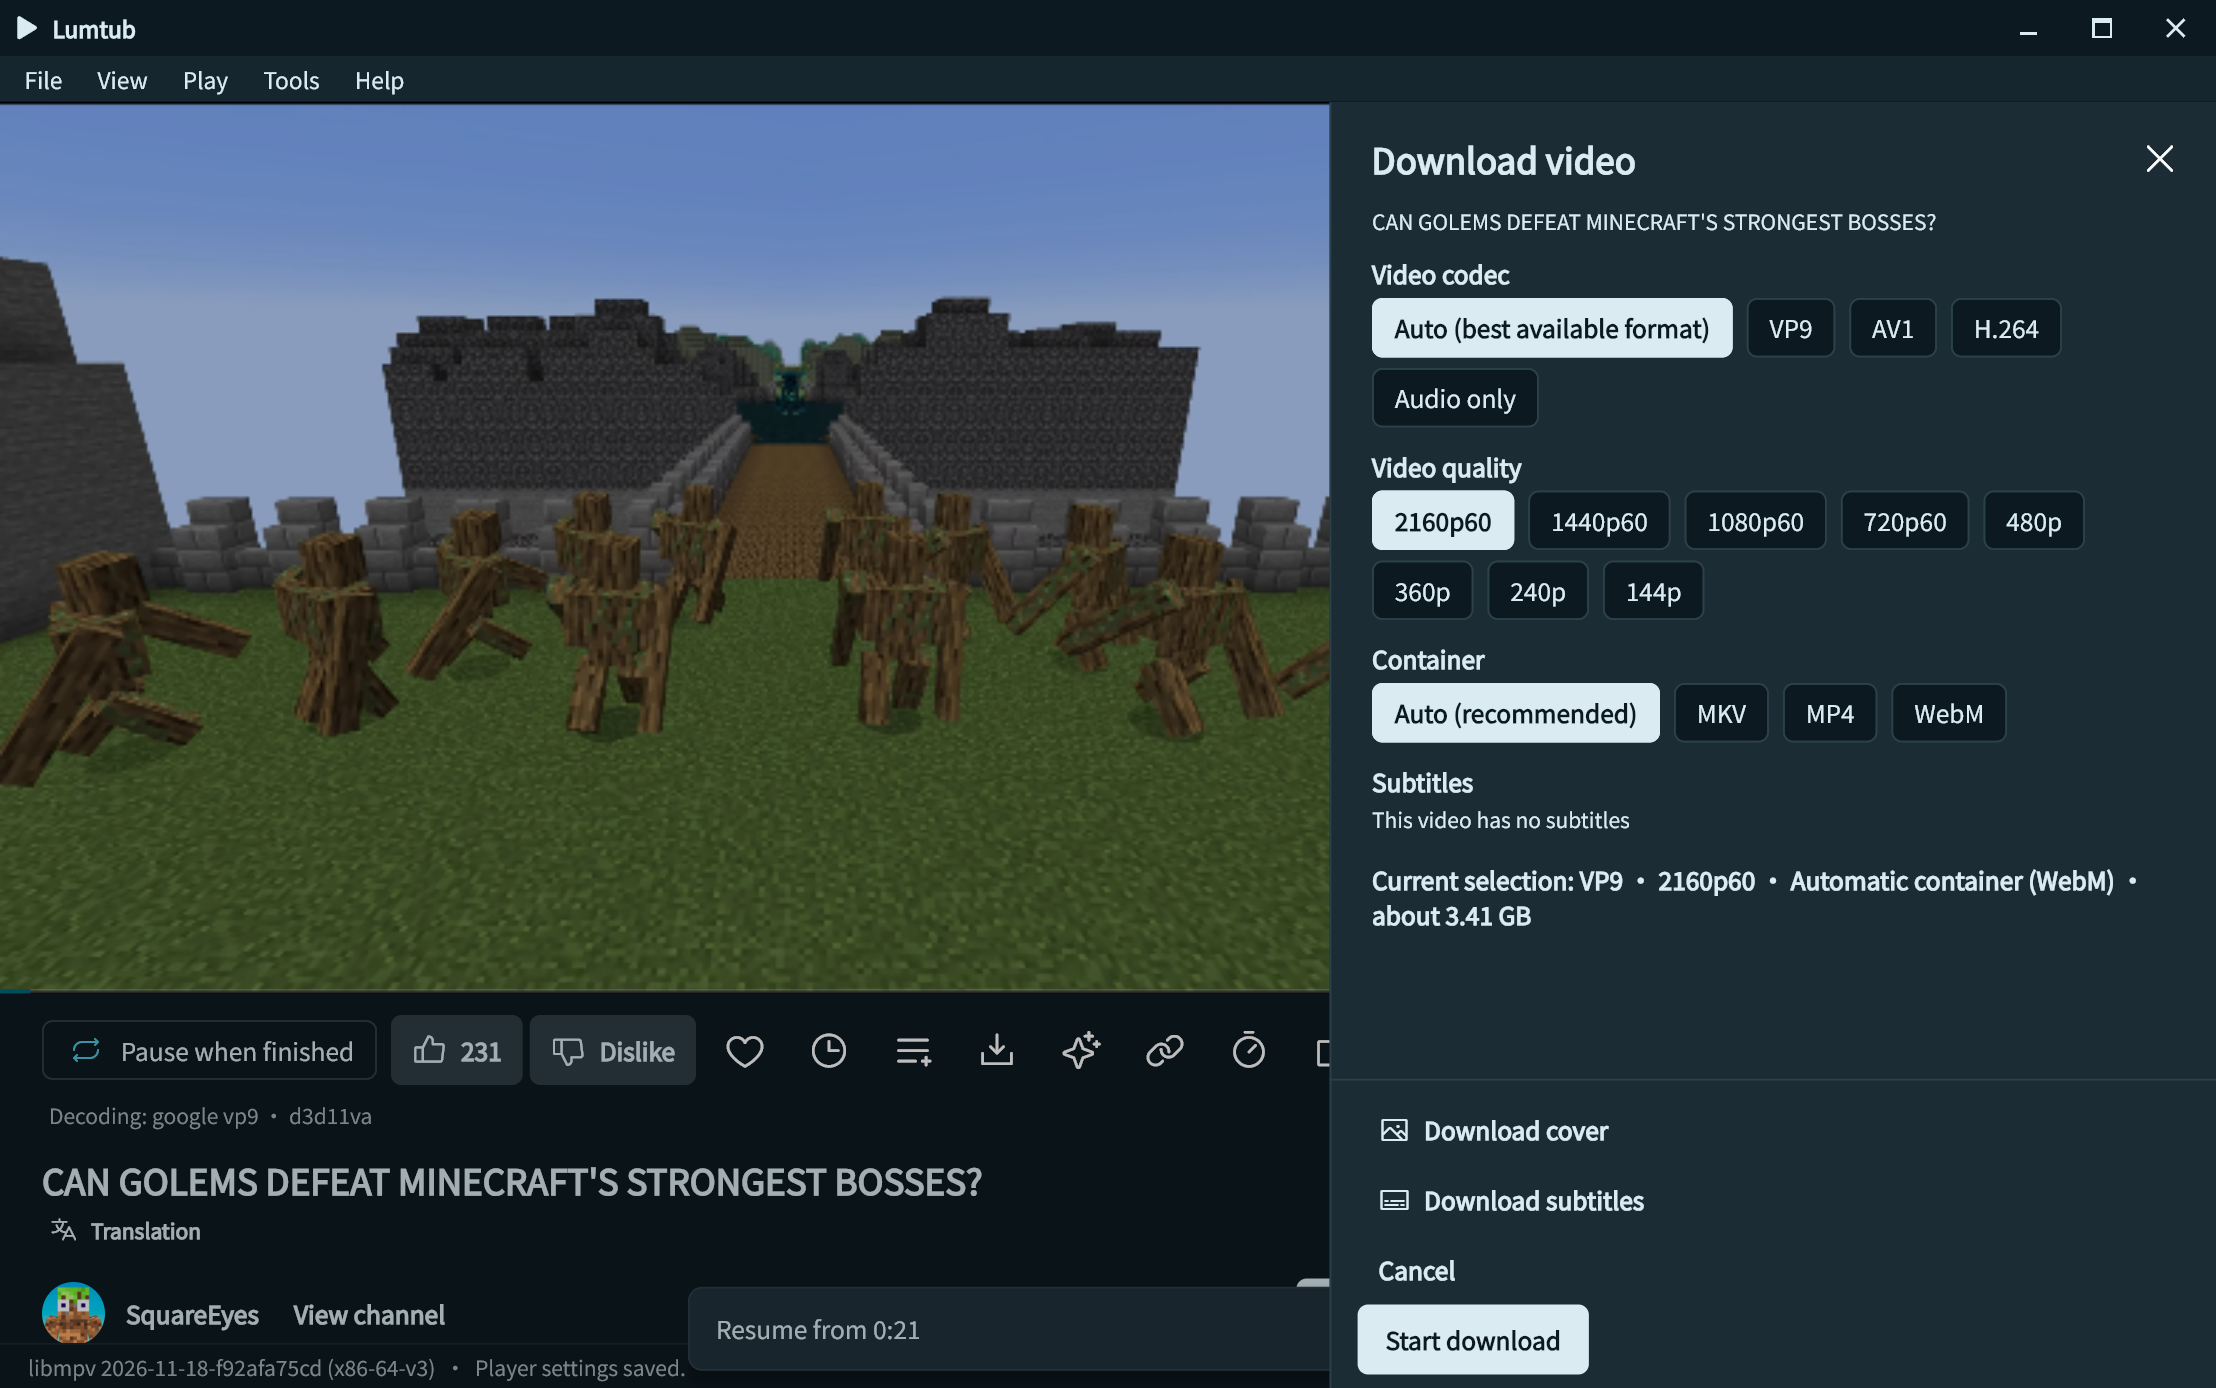 Lumtub
File View Play Tools Help
Download video
CAN GOLEMS DEFEAT MINECRAFT'S STRONGEST BOSSES?
Video codec
Auto (best available format) VP9 AV1 H.264
Audio only
Video quality
2160p60 1440p60 1080p60 720p60 480p
360p 240p 144p
Container
Auto (recommended) MKV MP4 WebM
Subtitles
This video has no subtitles
Current selection: VP9 • 2160p60 • Automatic container (WebM) •
about 3.41 GB
Download cover
Download subtitles
Cancel
Start download
Pause when finished 231 Dislike
Decoding: google vp9 • d3d11va
CAN GOLEMS DEFEAT MINECRAFT'S STRONGEST BOSSES?
Translation
SquareEyes View channel
Resume from 0:21
libmpv 2026-11-18-f92afa75cd (x86-64-v3) • Player settings saved.